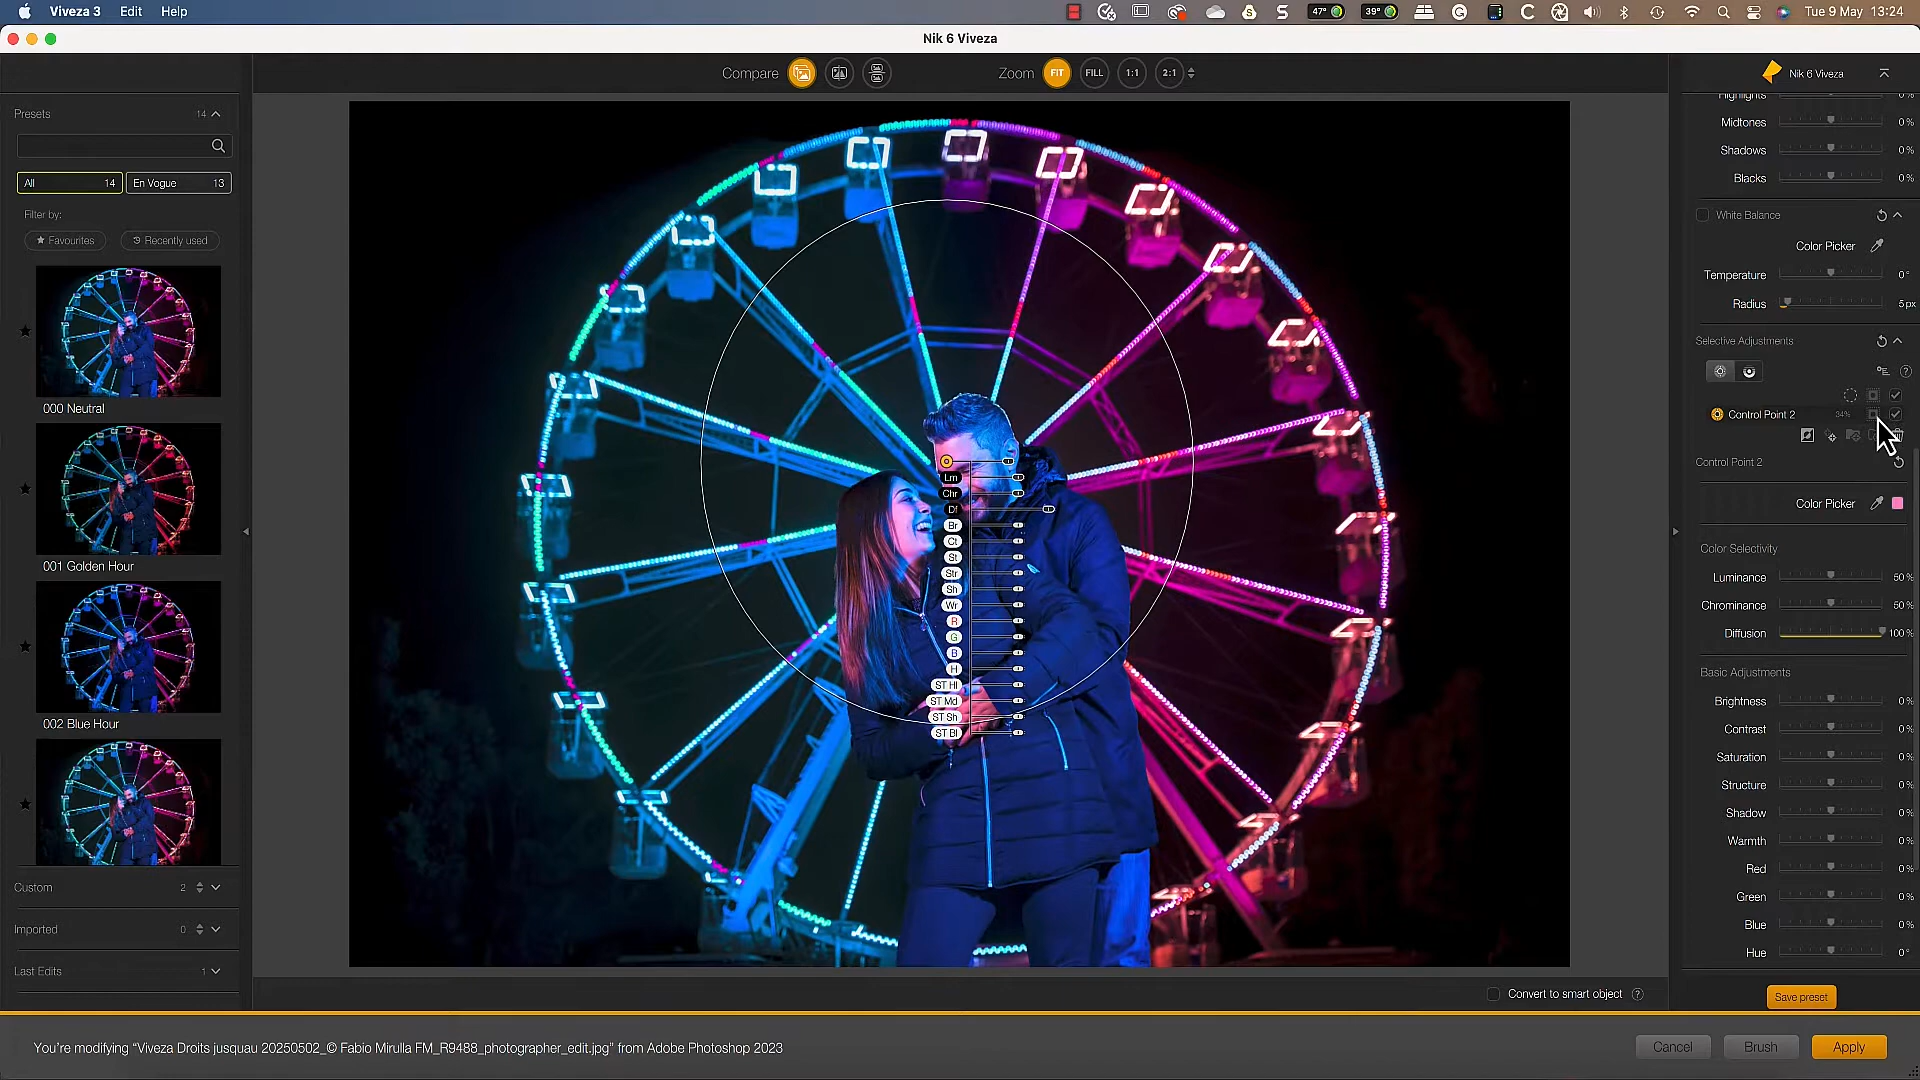 Viveza 3 Edit Help
47° 39° Tue 9 May 13:24
Nik 6 Viveza
Compare Zoom FIT FILL 1:1 2:1
Nik 6 Viveza
Presets 14
All 14 En Vogue 13
Filter by:
Favourites Recently used
000 Neutral
001 Golden Hour
002 Blue Hour
Custom 2
Imported 0
Last Edits 1
Lm
Chr
Df
Br
Ct
St
Str
Sh
Wr
R
G
B
H
ST Hl
ST Md
ST Sh
ST Bl
Highlights 0%
Midtones 0%
Shadows 0%
Blacks 0%
White Balance
Color Picker
Temperature 0°
Radius 5px
Selective Adjustments
Control Point 2 34%
Control Point 2
Color Picker
Color Selectivity
Luminance 50%
Chrominance 50%
Diffusion 100%
Basic Adjustments
Brightness 0%
Contrast 0%
Saturation 0%
Structure 0%
Shadow 0%
Warmth 0%
Red 0%
Green 0%
Blue 0%
Hue 0°
Convert to smart object ?
Save preset
You're modifying "Viveza Droits jusquau 20250502_© Fabio Mirulla FM_R9488_photographer_edit.jpg" from Adobe Photoshop 2023
Cancel Brush Apply